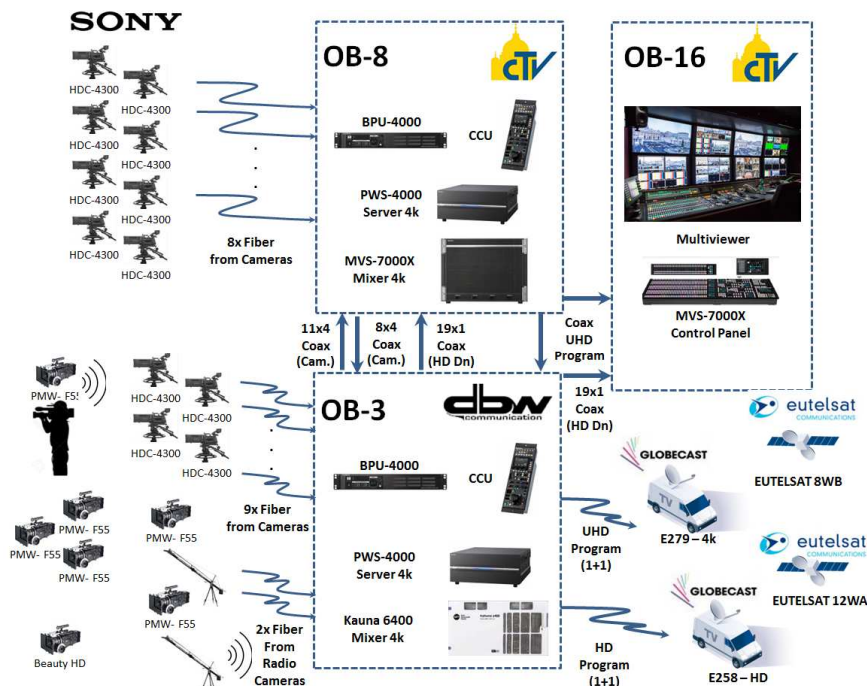 SONY
HDC-4300
HDC-4300
HDC-4300
HDC-4300
HDC-4300
HDC-4300
HDC-4300
HDC-4300
8x Fiber
from Cameras
OB-8
CTV
BPU-4000
CCU
PWS-4000
Server 4k
MVS-7000X
Mixer 4k
OB-16
CTV
Multiviewer
MVS-7000X
Control Panel
11x4
Coax
(Cam.)
8x4
Coax
(Cam.)
19x1
Coax
(HD Dn)
Coax
UHD
Program
19x1
Coax
(HD Dn)
PMW- F55
HDC-4300
HDC-4300
HDC-4300
HDC-4300
9x Fiber
from Cameras
PMW- F55
PMW- F55
PMW- F55
PMW- F55
PMW- F55
Beauty HD
2x Fiber
From
Radio
Cameras
OB-3
dbw
communication
BPU-4000
CCU
PWS-4000
Server 4k
Kauna 6400
Mixer 4k
UHD
Program
(1+1)
HD
Program
(1+1)
GLOBECAST
TV
E279 – 4k
eutelsat
COMMUNICATIONS
EUTELSAT 8WB
GLOBECAST
TV
E258 – HD
eutelsat
COMMUNICATIONS
EUTELSAT 12WA